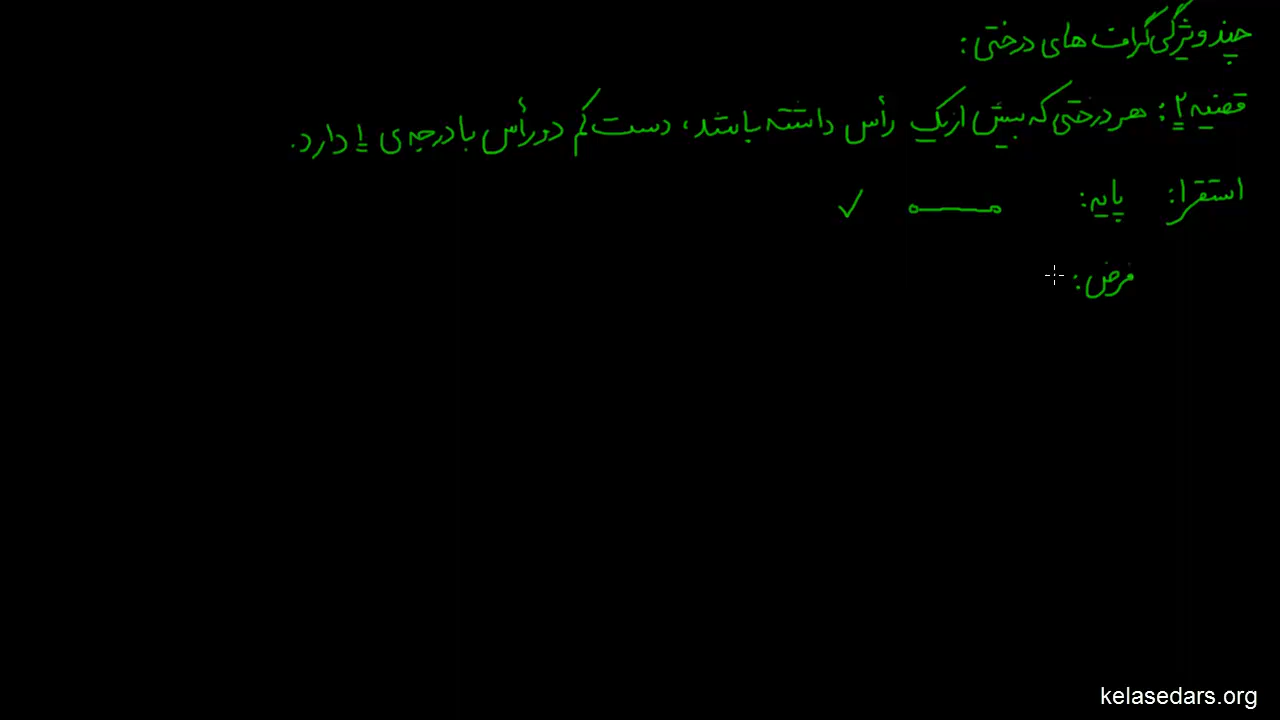 چند ویژگی گراف های درختی:
قضیه ۲: هر درختی که بیش از یک رأس داشته باشد، دست کم دو رأس با درجه ی ۱ دارد.
استقرا: پایه: ✓
فرض:
kelasedars.org